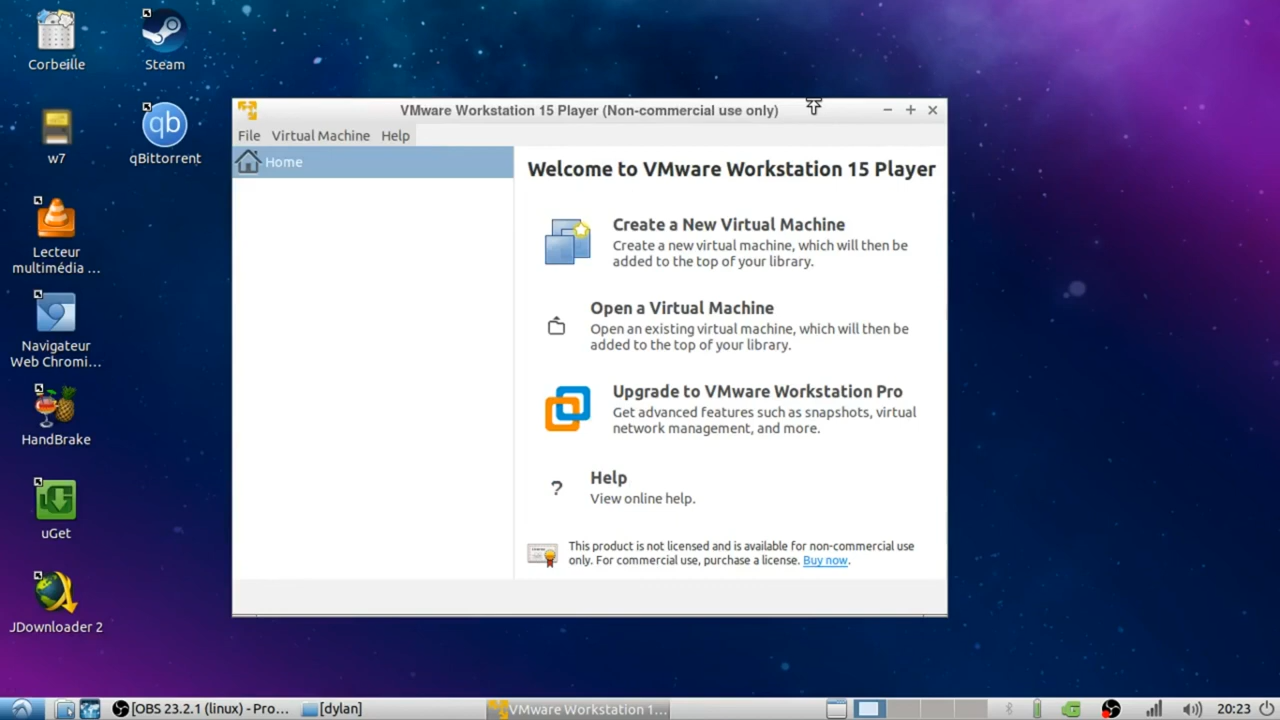 Corbeille
Steam
w7
qBittorrent
qb
Lecteur
multimédia ...
Navigateur
Web Chromi...
HandBrake
uGet
JDownloader 2
VMware Workstation 15 Player (Non-commercial use only)
File Virtual Machine Help
Home
Welcome to VMware Workstation 15 Player
Create a New Virtual Machine
Create a new virtual machine, which will then be
added to the top of your library.
Open a Virtual Machine
Open an existing virtual machine, which will then be
added to the top of your library.
Upgrade to VMware Workstation Pro
Get advanced features such as snapshots, virtual
network management, and more.
?
Help
View online help.
This product is not licensed and is available for non-commercial use
only. For commercial use, purchase a license. Buy now.
[OBS 23.2.1 (linux) - Pro... [dylan] VMware Workstation 1... 20:23